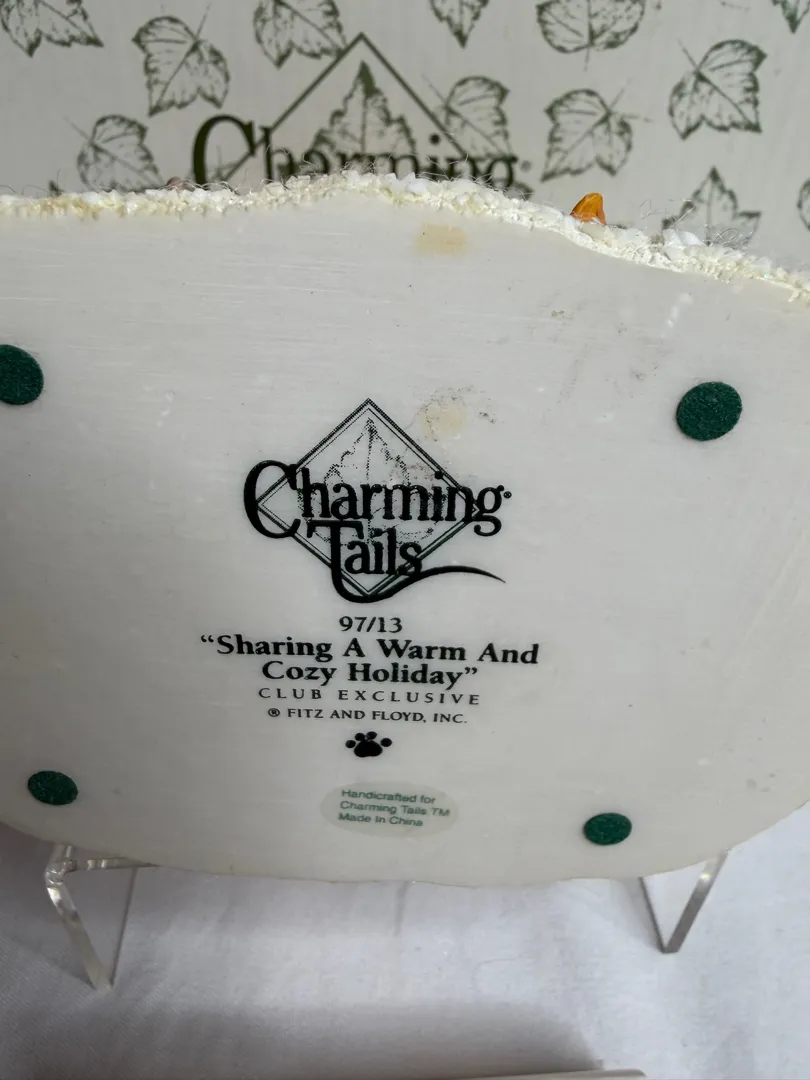 Charming
Charming®
Tails
97/13
“Sharing A Warm And
Cozy Holiday”
CLUB EXCLUSIVE
® FITZ AND FLOYD, INC.
Handicrafted for
Charming Tails TM
Made In China